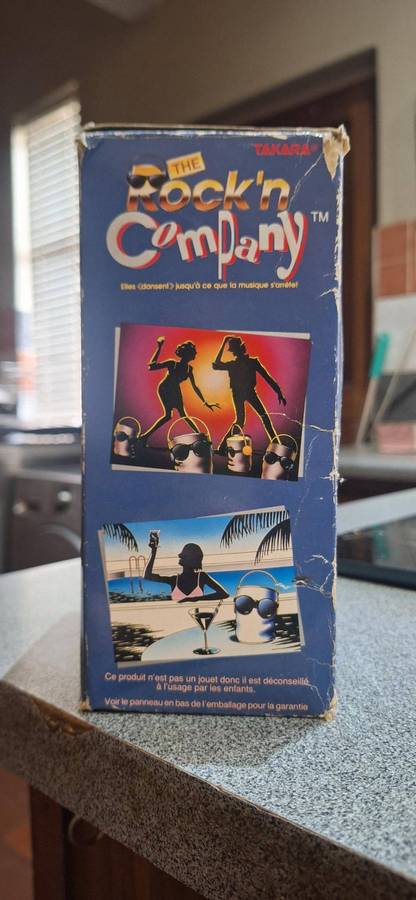 TAKARA®
THE
Rock'n
Company™
Elles <dansent> jusqu'à ce que la musique s'arrête!
Ce produit n'est pas un jouet donc il est déconseillé
à l'usage par les enfants.
Voir le panneau en bas de l'emballage pour la garantie